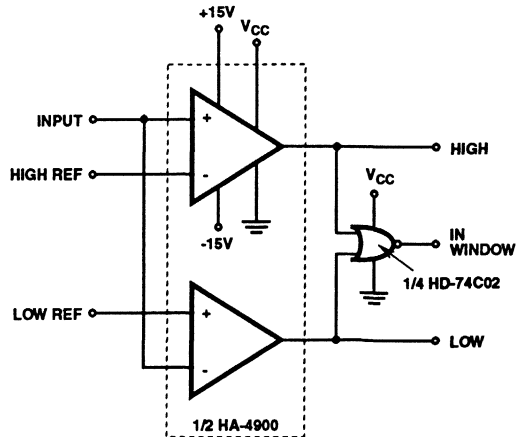 +15V
VCC
INPUT
+
HIGH
HIGH REF
-
VCC
-15V
IN
WINDOW
1/4 HD-74C02
LOW REF
+
LOW
-
1/2 HA-4900